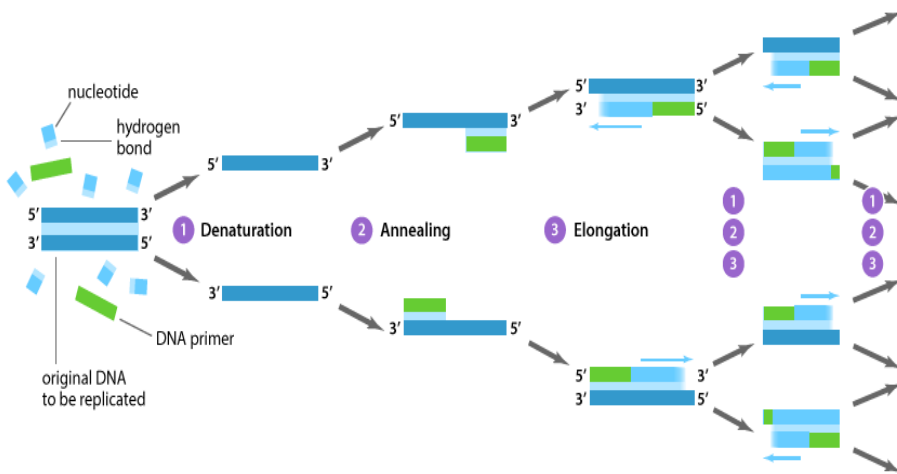 nucleotide
hydrogen
bond
5′ 3′
3′ 5′
DNA primer
original DNA
to be replicated
1 Denaturation
5′ 3′
3′ 5′
2 Annealing
5′ 3′
3′ 5′
3 Elongation
5′ 3′
3′ 5′
5′ 3′
3′ 5′
1
2
3
1
2
3